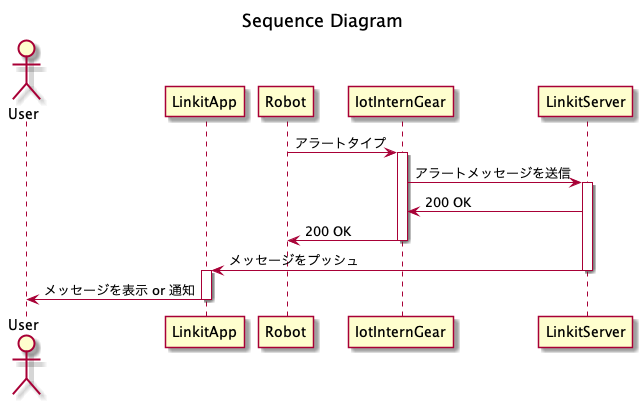 Sequence Diagram
User
LinkitApp
Robot
IotInternGear
LinkitServer
アラートタイプ
アラートメッセージを送信
200 OK
200 OK
メッセージをプッシュ
メッセージを表示 or 通知
User
LinkitApp
Robot
IotInternGear
LinkitServer